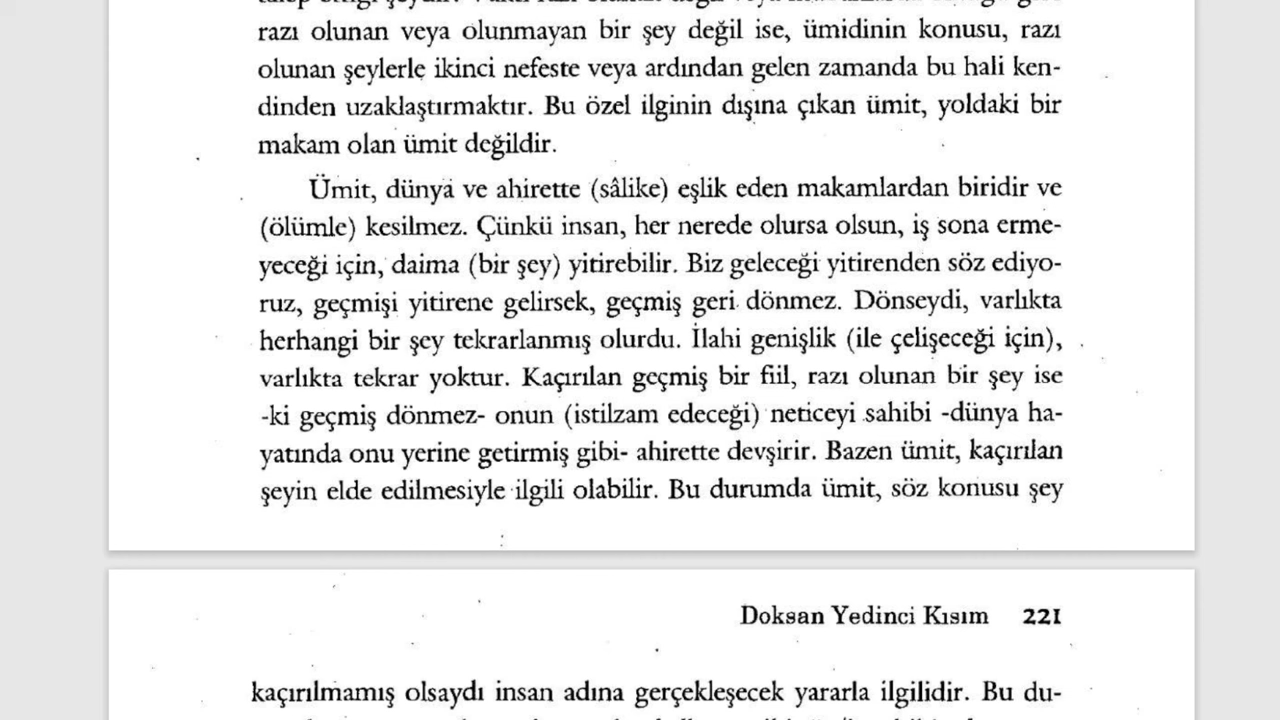 razı olunan veya olunmayan bir şey değil ise, ümidinin konusu, razı
olunan şeylerle ikinci nefeste veya ardından gelen zamanda bu hali ken-
dinden uzaklaştırmaktır. Bu özel ilginin dışına çıkan ümit, yoldaki bir
makam olan ümit değildir.
Ümit, dünya ve ahirette (sâlike) eşlik eden makamlardan biridir ve
(ölümle) kesilmez. Çünkü insan, her nerede olursa olsun, iş sona erme-
yeceği için, daima (bir şey) yitirebilir. Biz geleceği yitirenden söz ediyo-
ruz, geçmişi yitirene gelirsek, geçmiş geri dönmez. Dönseydi, varlıkta
herhangi bir şey tekrarlanmış olurdu. İlahi genişlik (ile çelişeceği için),
varlıkta tekrar yoktur. Kaçırılan geçmiş bir fiil, razı olunan bir şey ise
-ki geçmiş dönmez- onun (istilzam edeceği) neticeyi sahibi -dünya ha-
yatında onu yerine getirmiş gibi- ahirette devşirir. Bazen ümit, kaçırılan
şeyin elde edilmesiyle ilgili olabilir. Bu durumda ümit, söz konusu şey
Doksan Yedinci Kısım 221
kaçırılmamış olsaydı insan adına gerçekleşecek yararla ilgilidir. Bu du-